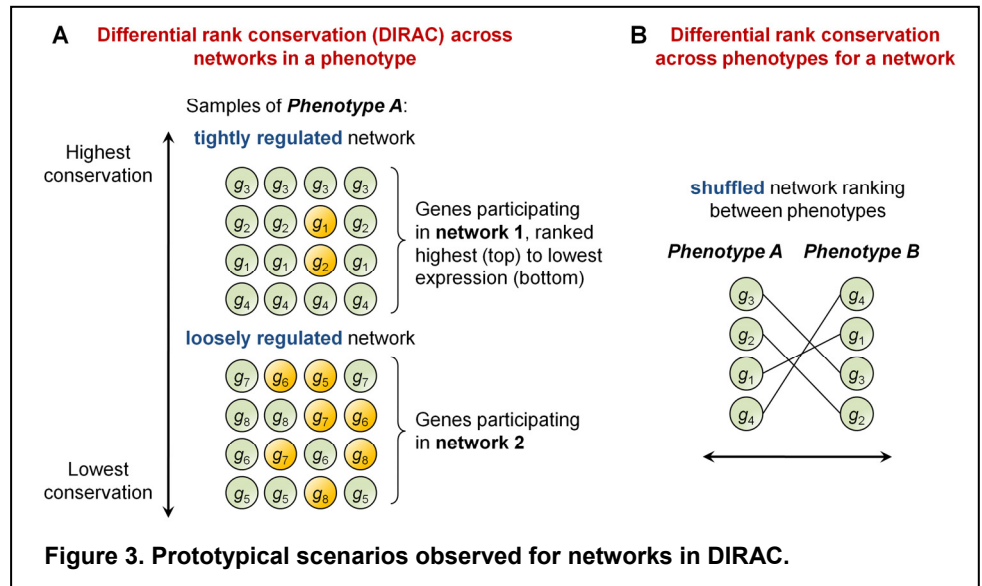 A Differential rank conservation (DIRAC) across
networks in a phenotype
Samples of Phenotype A:
tightly regulated network
Highest
conservation
g3 g3 g3 g3
g2 g2 g1 g2
g1 g1 g2 g1
g4 g4 g4 g4
Genes participating
in network 1, ranked
highest (top) to lowest
expression (bottom)
loosely regulated network
g7 g6 g5 g7
g8 g8 g7 g6
g6 g7 g6 g8
g5 g5 g8 g5
Genes participating
in network 2
Lowest
conservation
B Differential rank conservation
across phenotypes for a network
shuffled network ranking
between phenotypes
Phenotype A Phenotype B
g3 g4
g2 g1
g1 g3
g4 g2
Figure 3. Prototypical scenarios observed for networks in DIRAC.